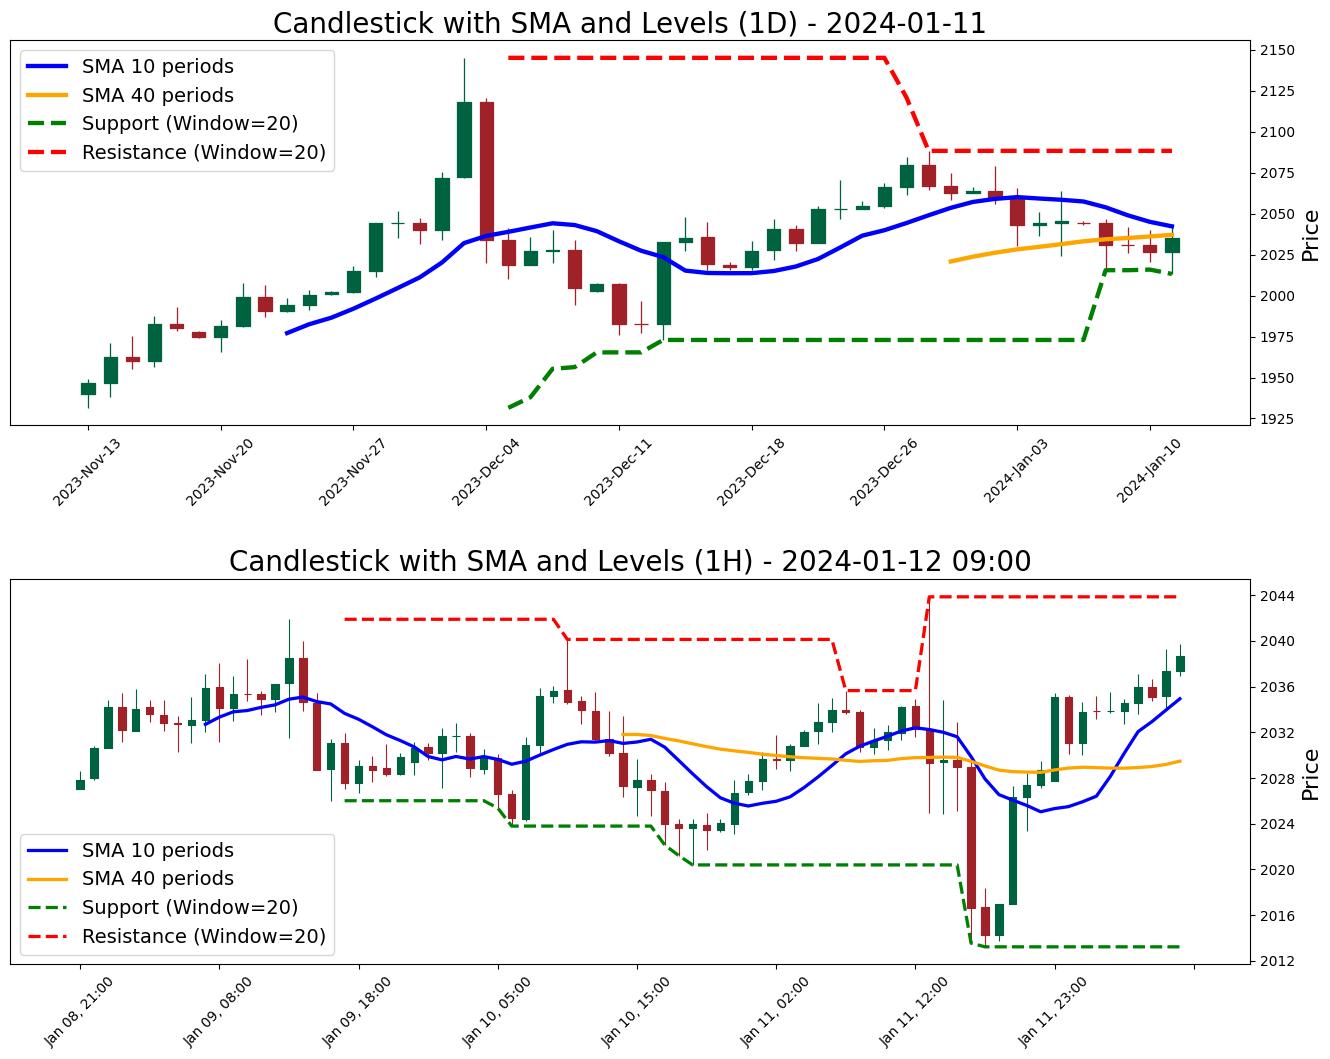 Candlestick with SMA and Levels (1D) - 2024-01-11
SMA 10 periods
SMA 40 periods
Support (Window=20)
Resistance (Window=20)
2150
2125
2100
2075
2050
2025
2000
1975
1950
1925
Price
2023-Nov-13
2023-Nov-20
2023-Nov-27
2023-Dec-04
2023-Dec-11
2023-Dec-18
2023-Dec-26
2024-Jan-03
2024-Jan-10
Candlestick with SMA and Levels (1H) - 2024-01-12 09:00
2044
2040
2036
2032
2028
2024
2020
2016
2012
Price
SMA 10 periods
SMA 40 periods
Support (Window=20)
Resistance (Window=20)
Jan 08, 21:00
Jan 09, 08:00
Jan 09, 18:00
Jan 10, 05:00
Jan 10, 15:00
Jan 11, 02:00
Jan 11, 12:00
Jan 11, 23:00